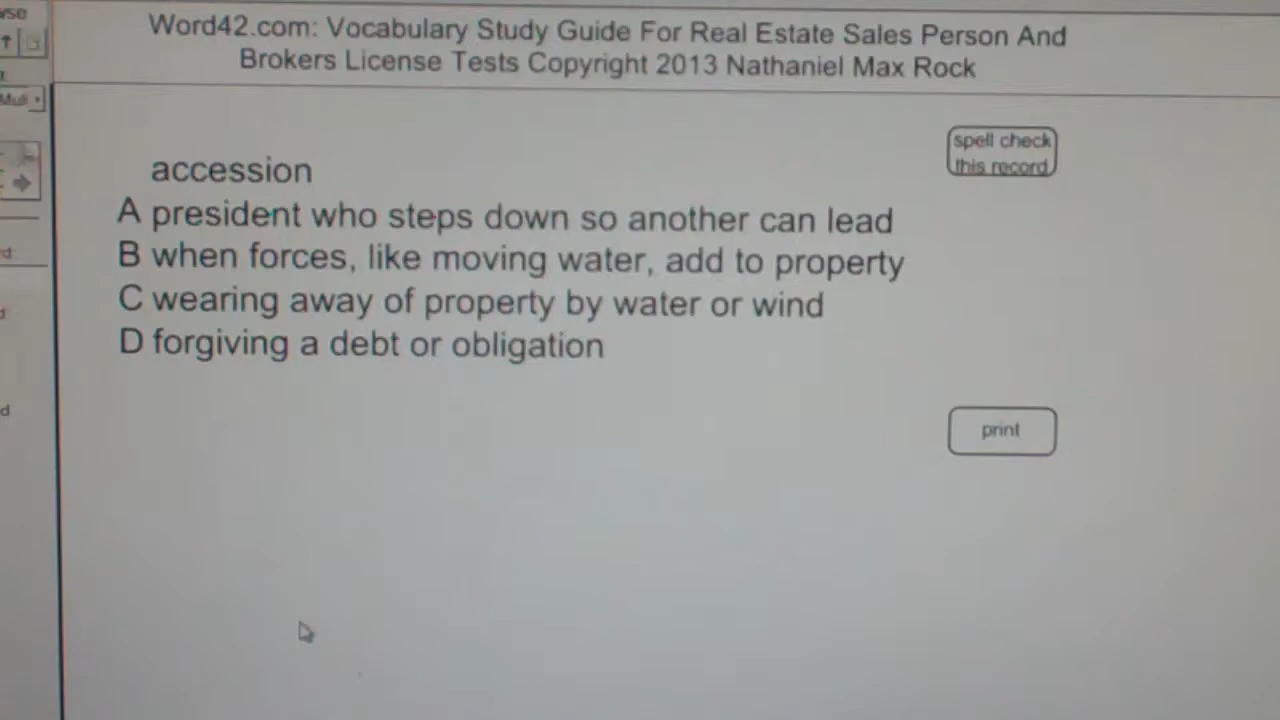 Word42.com: Vocabulary Study Guide For Real Estate Sales Person And
Brokers License Tests Copyright 2013 Nathaniel Max Rock
spell check
this record
accession
A president who steps down so another can lead
B when forces, like moving water, add to property
C wearing away of property by water or wind
D forgiving a debt or obligation
print